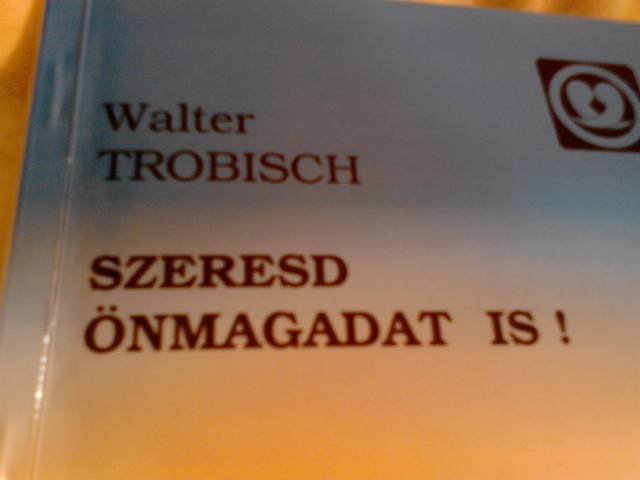 Walter
TROBISCH
SZERESD
ÖNMAGADAT IS !